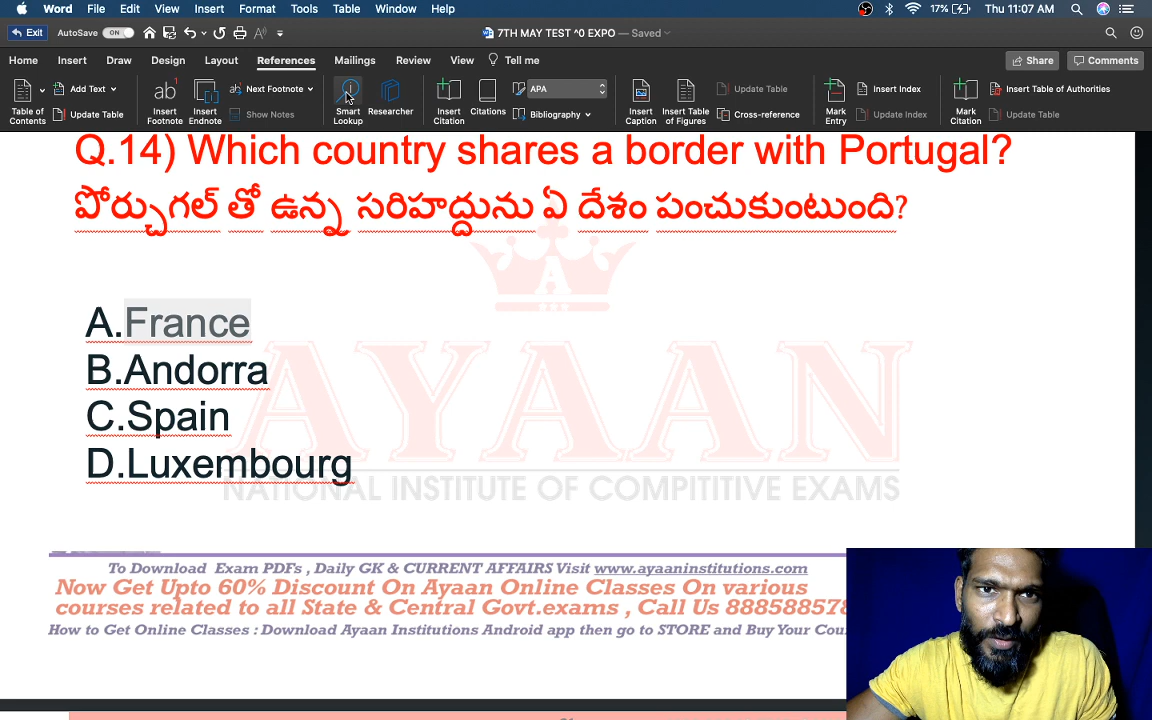 Word File Edit View Insert Format Tools Table Window Help 17% Thu 11:07 AM
Exit AutoSave ON 7TH MAY TEST ^0 EXPO — Saved
Home Insert Draw Design Layout References Mailings Review View Tell me Share Comments
Table of Contents Add Text Update Table Insert Footnote Insert Endnote Next Footnote Show Notes Smart Lookup Researcher Insert Citation Citations APA Bibliography Insert Caption Insert Table of Figures Update Table Cross-reference Mark Entry Insert Index Update Index Mark Citation Insert Table of Authorities Update Table
Q.14) Which country shares a border with Portugal?
పోర్చుగల్ తో ఉన్న సరిహద్దును ఏ దేశం పంచుకుంటుంది?
A.France
B.Andorra
C.Spain
D.Luxembourg
A
AYAAN
NATIONAL INSTITUTE OF COMPITITIVE EXAMS
To Download Exam PDFs , Daily GK & CURRENT AFFAIRS Visit www.ayaaninstitutions.com
Now Get Upto 60% Discount On Ayaan Online Classes On various
courses related to all State & Central Govt.exams , Call Us 888588578
How to Get Online Classes : Download Ayaan Institutions Android app then go to STORE and Buy Your Cou